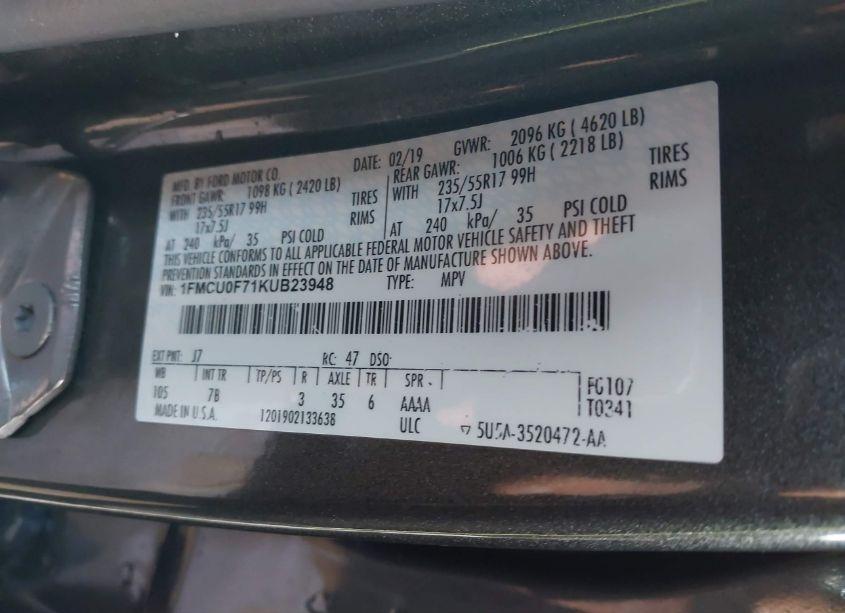 MFD. BY FORD MOTOR CO. DATE: 02/19 GVWR: 2096 KG ( 4620 LB)
FRONT GAWR: 1098 KG ( 2420 LB) REAR GAWR: 1006 KG ( 2218 LB)
WITH 235/55R17 99H TIRES WITH 235/55R17 99H TIRES
17x7.5J RIMS 17x7.5J RIMS
AT 240 kPa/ 35 PSI COLD AT 240 kPa/ 35 PSI COLD
THIS VEHICLE CONFORMS TO ALL APPLICABLE FEDERAL MOTOR VEHICLE SAFETY AND THEFT
PREVENTION STANDARDS IN EFFECT ON THE DATE OF MANUFACTURE SHOWN ABOVE.
VIN: 1FMCU0F71KUB23948 TYPE: MPV
EXT PNT: J7 RC: 47 DSO:
WB INT TR TP/PS R AXLE TR SPR FG107
105 7B 3 35 6 AAAA T0341
MADE IN U.S.A. 1201902133638 ULC 5U5A-3520472-AA